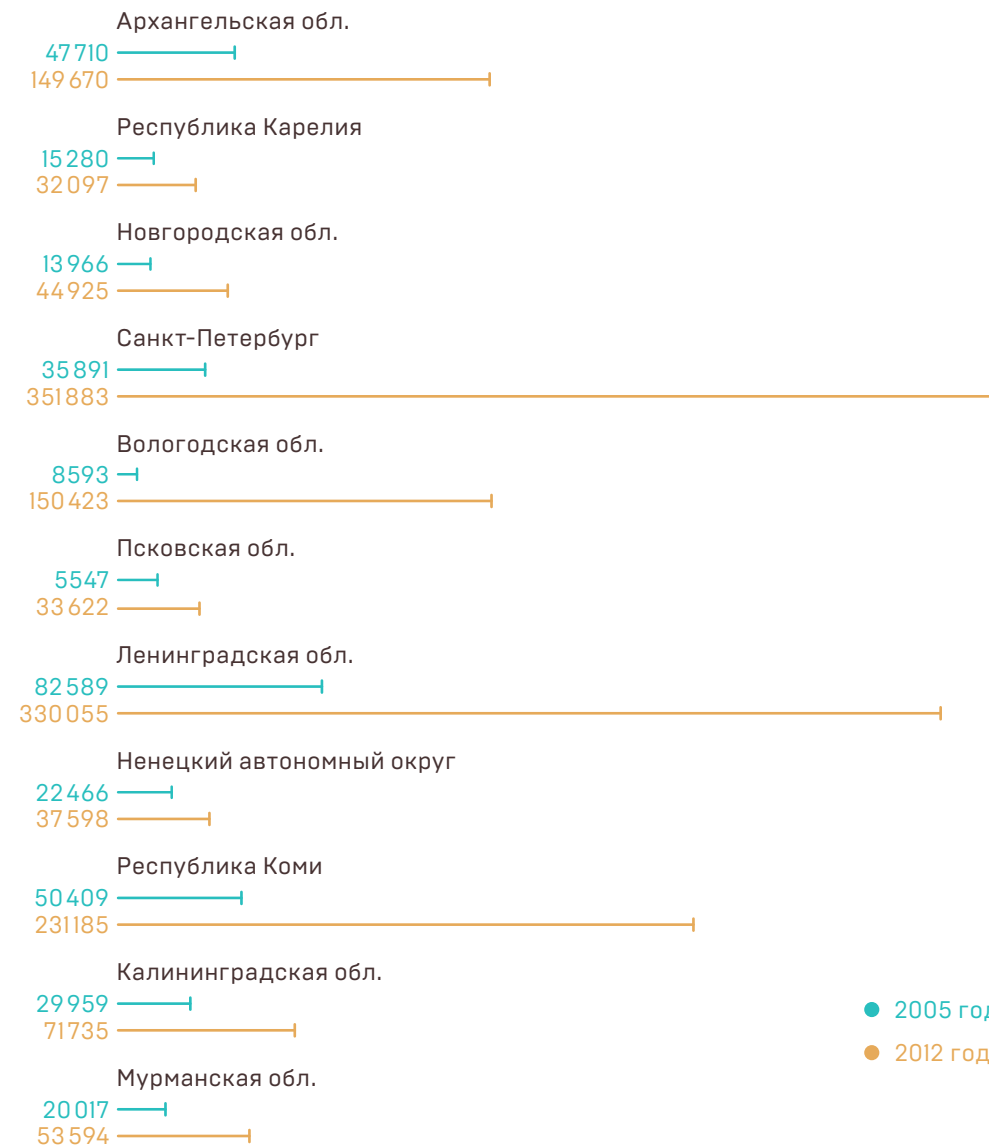 Архангельская обл.
47 710
149 670
Республика Карелия
15 280
32 097
Новгородская обл.
13 966
44 925
Санкт-Петербург
35 891
351 883
Вологодская обл.
8593
150 423
Псковская обл.
5547
33 622
Ленинградская обл.
82 589
330 055
Ненецкий автономный округ
22 466
37 598
Республика Коми
50 409
231 185
Калининградская обл.
29 959
71 735
2005 год
2012 год
Мурманская обл.
20 017
53 594